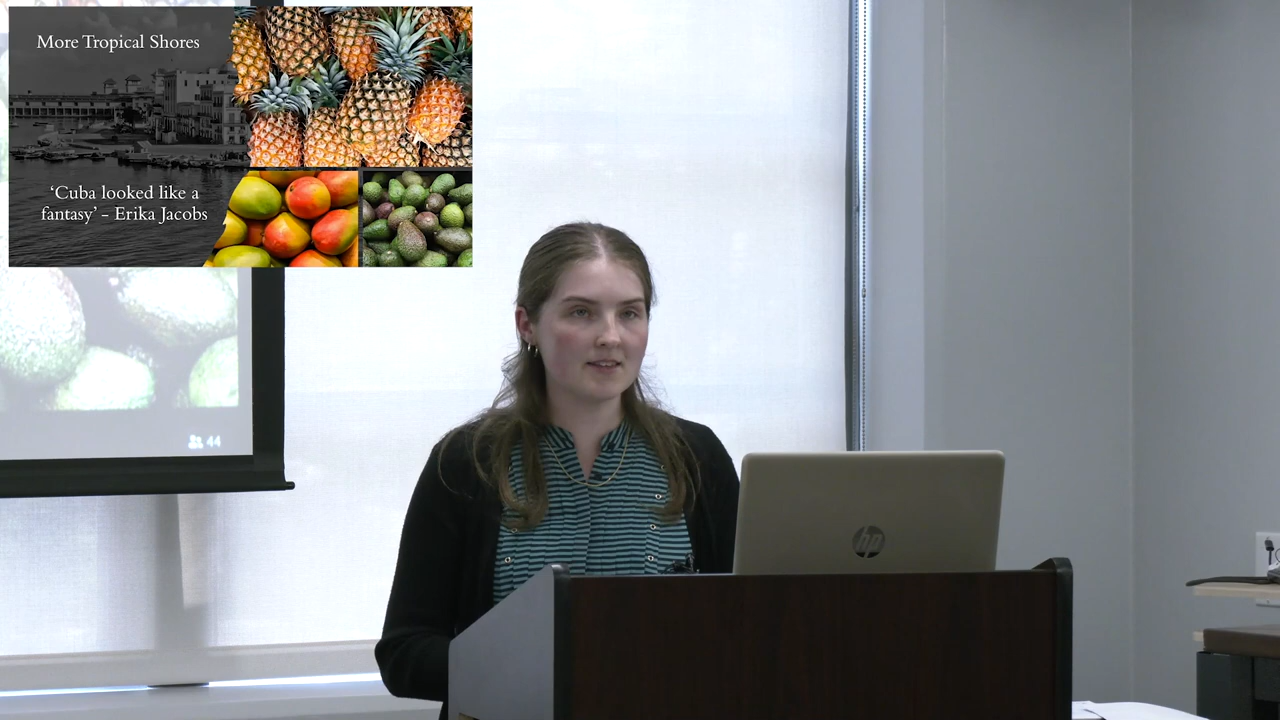 More Tropical Shores
‘Cuba looked like a
fantasy’ - Erika Jacobs
44
hp